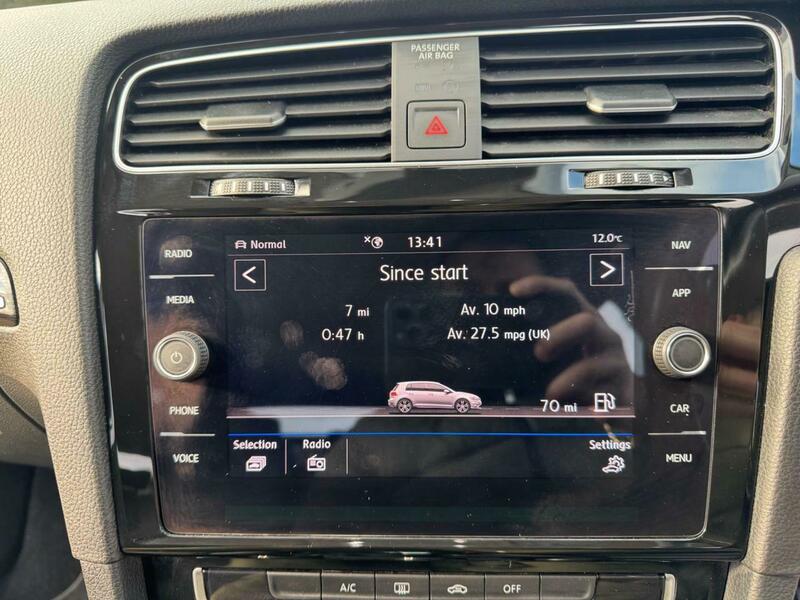 PASSENGER
AIR BAG
Normal 13:41 12.0°C
RADIO
MEDIA
PHONE
VOICE
Since start
7 mi Av. 10 mph
0:47 h Av. 27.5 mpg (UK)
70 mi
Selection Radio Settings
NAV
APP
CAR
MENU
A/C OFF